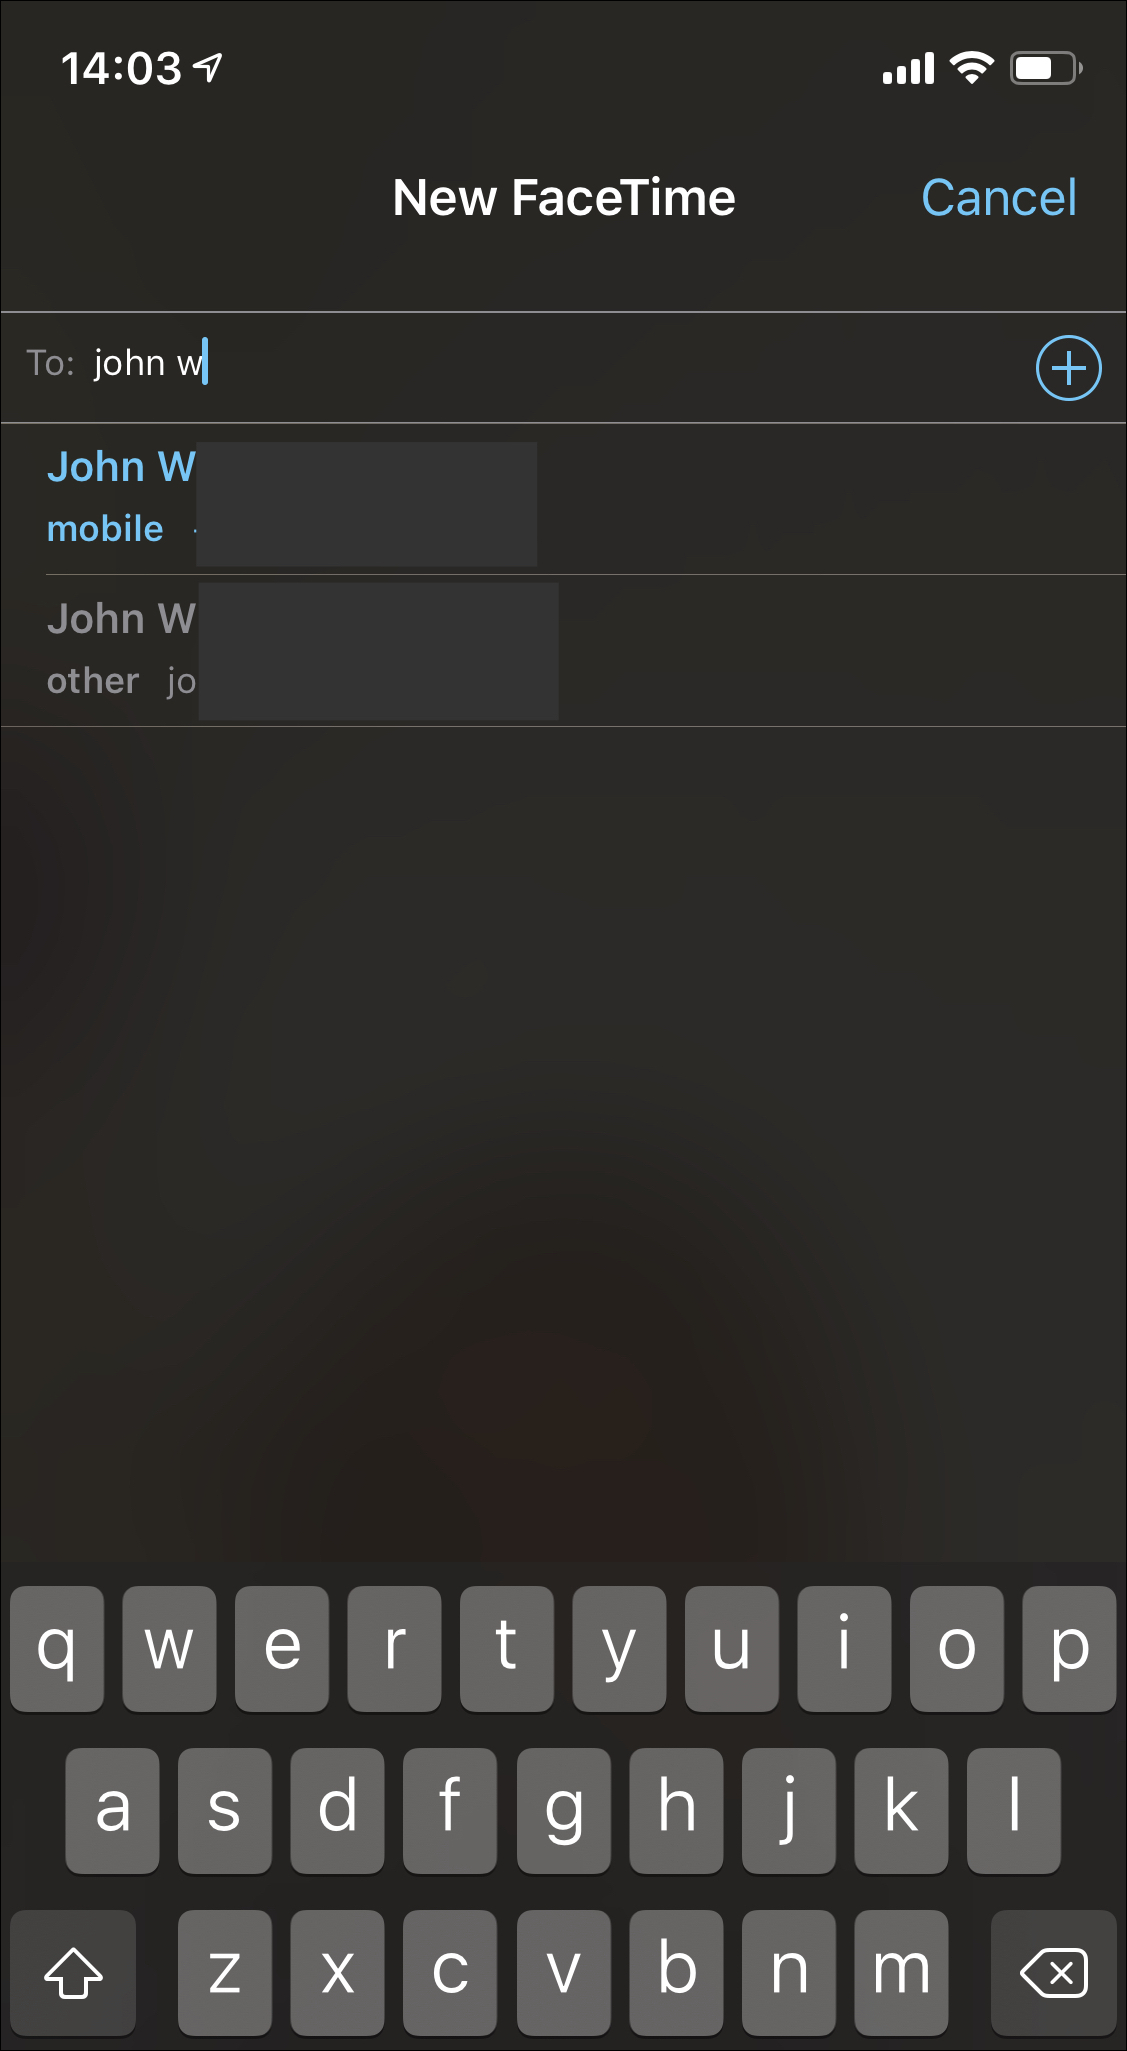 14:03
New FaceTime Cancel
To: john w
John W
mobile
John W
other jo
q w e r t y u i o p
a s d f g h j k l
z x c v b n m